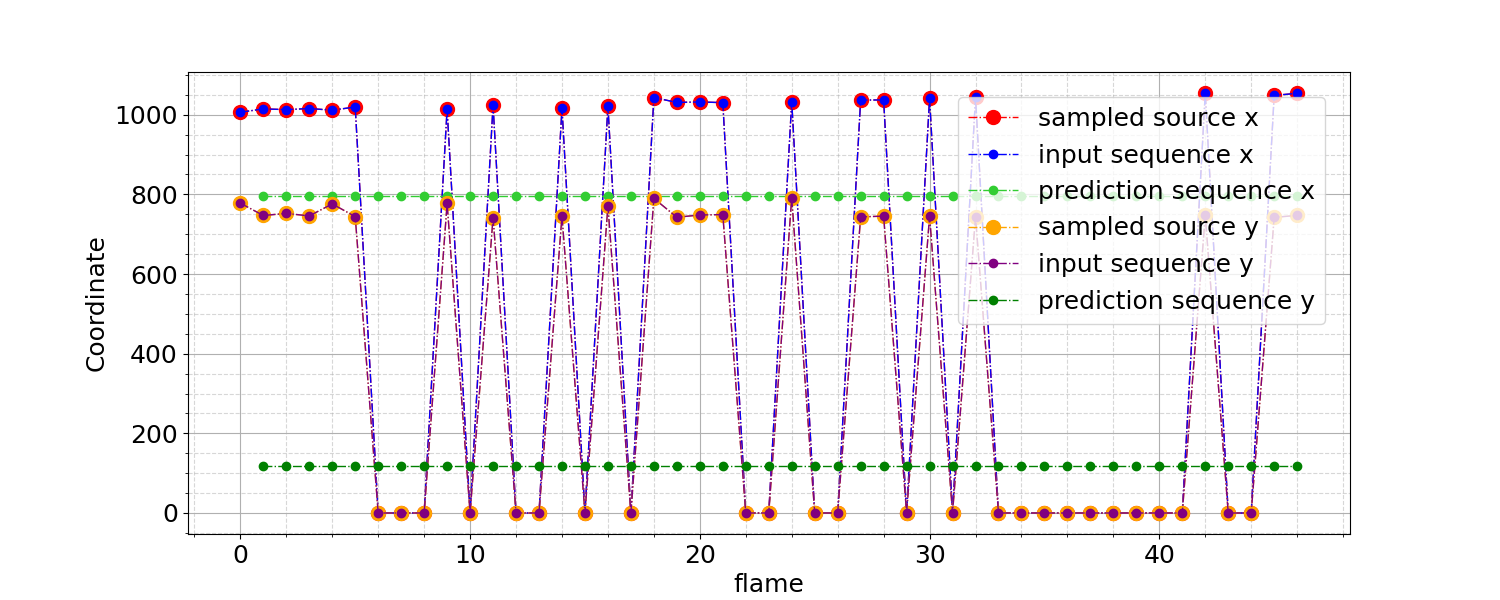 1000
800
600
400
200
0
Coordinate
sampled source x
input sequence x
prediction sequence x
sampled source y
input sequence y
prediction sequence y
0 10 20 30 40
flame